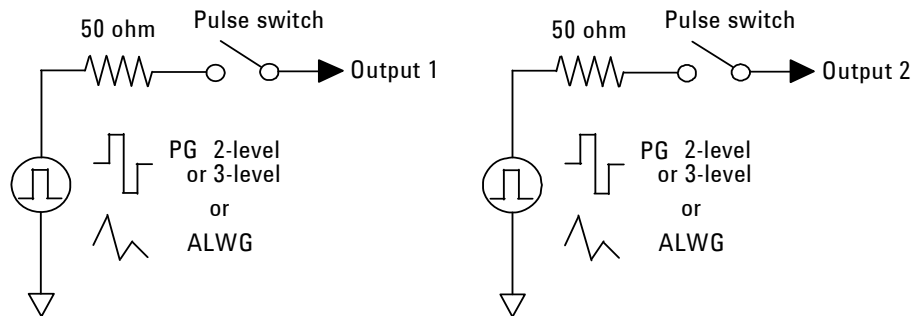 Pulse switch
50 ohm
Output 1
PG 2-level
or 3-level
or
ALWG
Pulse switch
50 ohm
Output 2
PG 2-level
or 3-level
or
ALWG